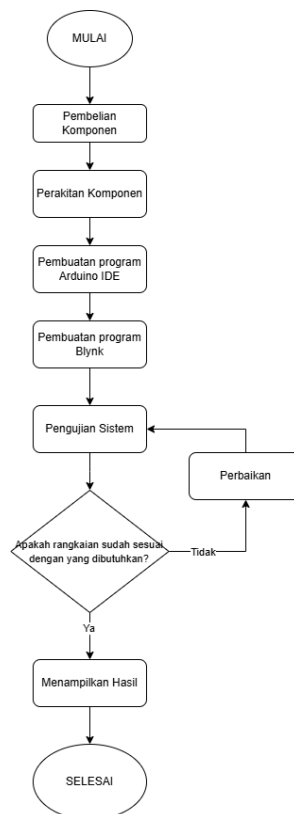 MULAI
Pembelian
Komponen
Perakitan Komponen
Pembuatan program
Arduino IDE
Pembuatan program
Blynk
Pengujian Sistem
Perbaikan
Apakah rangkaian sudah sesuai
dengan yang dibutuhkan?
Tidak
Ya
Menampilkan Hasil
SELESAI